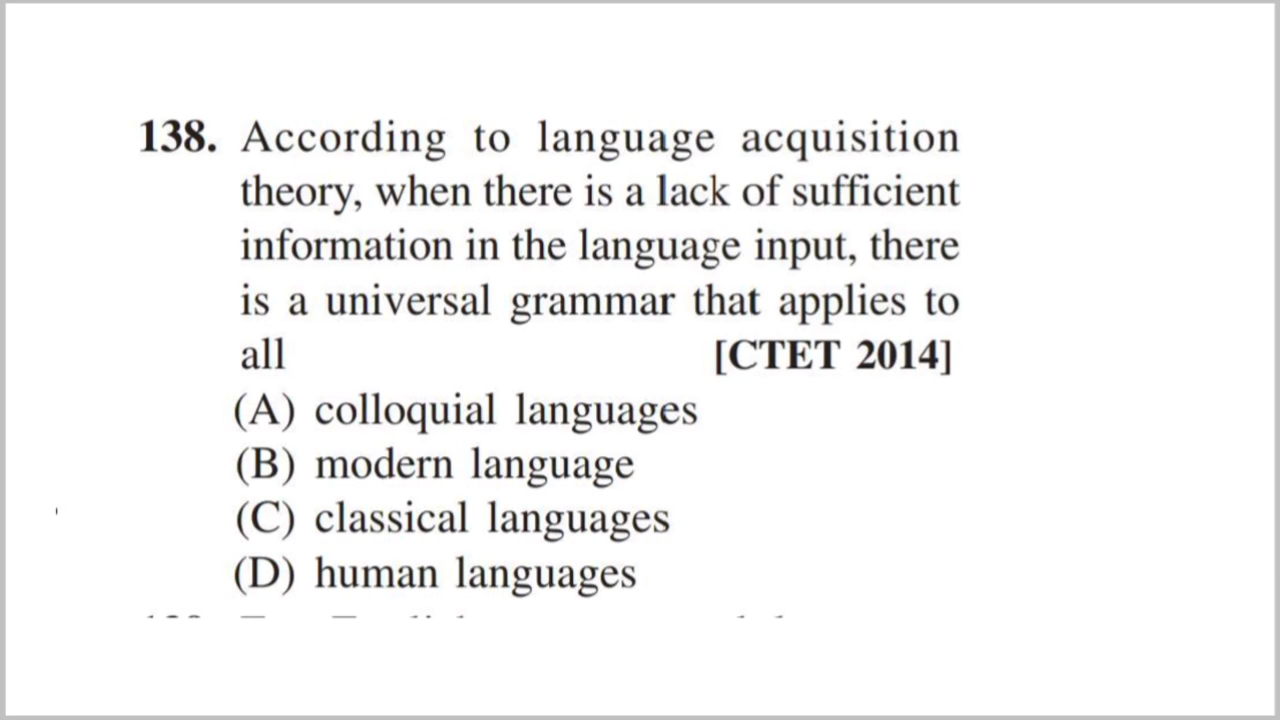 138. According to language acquisition
theory, when there is a lack of sufficient
information in the language input, there
is a universal grammar that applies to
all [CTET 2014]
(A) colloquial languages
(B) modern language
(C) classical languages
(D) human languages